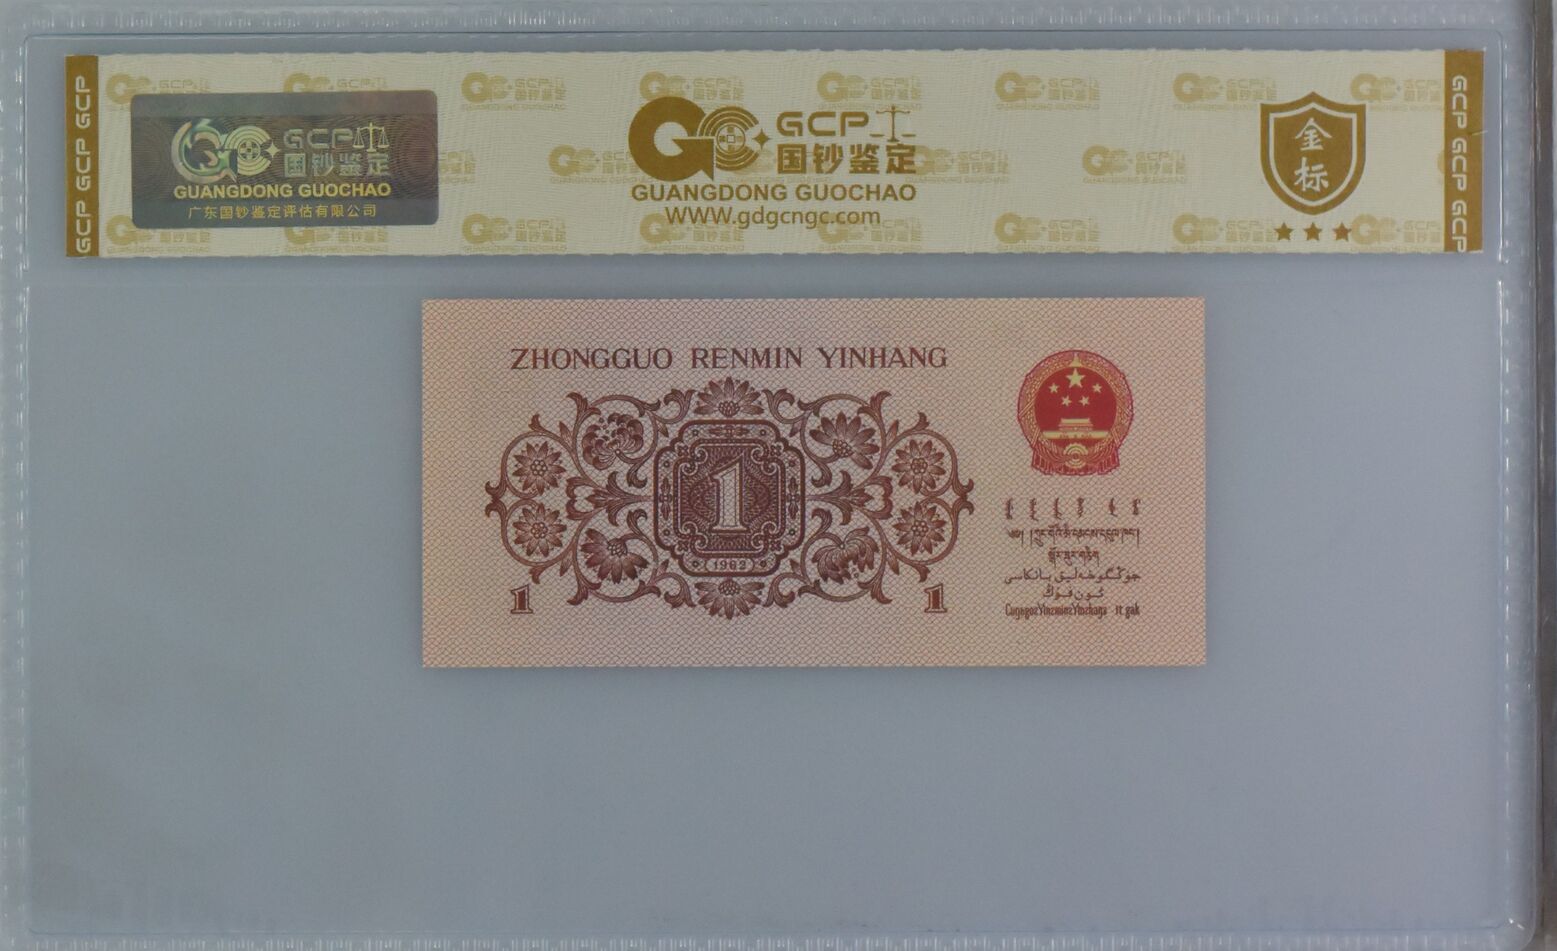 GCP GCP GCP
GCP
国钞鉴定
GUANGDONG GUOCHAO
广东国钞鉴定评估有限公司
GCP
国钞鉴定
GUANGDONG GUOCHAO
WWW.gdgcngc.com
金标
GCP GCP GCP
ZHONGGUO RENMIN YINHANG
1
(1962)
1
1